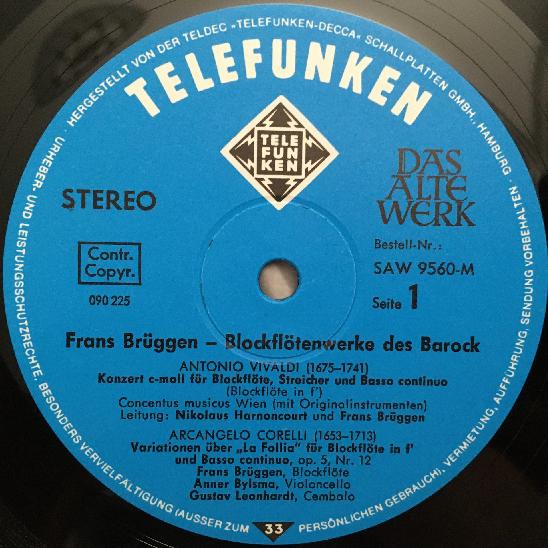 URHEBER- UND LEISTUNGSSCHUTZRECHTE, BESONDERS VERVIELFÄLTIGUNG (AUSSER ZUM PERSÖNLICHEN GEBRAUCH), VERMIETUNG, AUFFÜHRUNG, SENDUNG VORBEHALTEN
HERGESTELLT VON DER TELDEC »TELEFUNKEN-DECCA« SCHALLPLATTEN GMBH., HAMBURG
TELEFUNKEN
TELE
FUN
KEN
DAS
ALTE
WERK
STEREO
Bestell-Nr.:
SAW 9560-M
Contr.
Copyr.
090 225
Seite 1
Frans Brüggen – Blockflötenwerke des Barock
ANTONIO VIVALDI (1675–1741)
Konzert c-moll für Blockflöte, Streicher und Basso continuo
(Blockflöte in f')
Concentus musicus Wien (mit Originalinstrumenten)
Leitung: Nikolaus Harnoncourt und Frans Brüggen
ARCANGELO CORELLI (1653–1713)
Variationen über „La Follia" für Blockflöte in f'
und Basso continuo, op. 5, Nr. 12
Frans Brüggen, Blockflöte
Anner Bylsma, Violoncello
Gustav Leonhardt, Cembalo
33